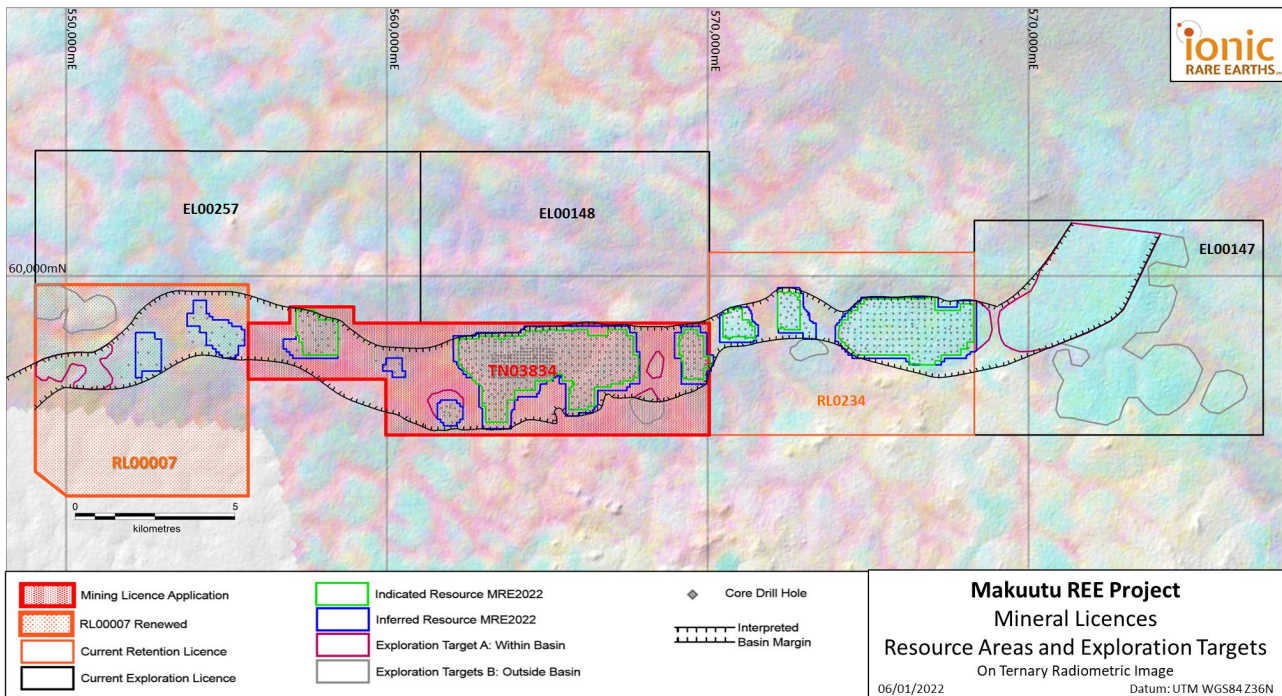 550,000mE
560,000mE
570,000mE
570,000mE
ionic
RARE EARTHS
EL00257
EL00148
EL00147
60,000mN
TN03834
RL0234
RL00007
0 5
kilometres
Mining Licence Application
RL00007 Renewed
Current Retention Licence
Current Exploration Licence
Indicated Resource MRE2022
Inferred Resource MRE2022
Exploration Target A: Within Basin
Exploration Targets B: Outside Basin
Core Drill Hole
Interpreted
Basin Margin
Makuutu REE Project
Mineral Licences
Resource Areas and Exploration Targets
On Ternary Radiometric Image
06/01/2022 Datum: UTM WGS84 Z36N